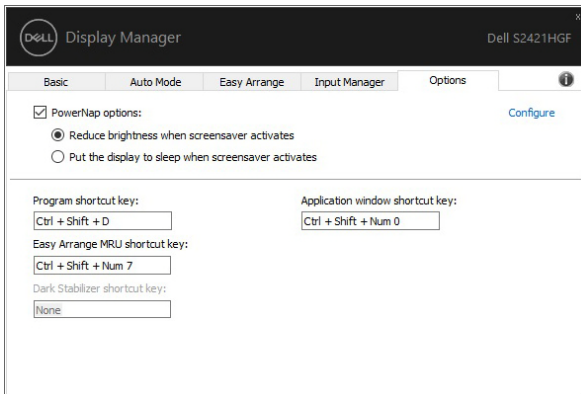 DELL Display Manager
Dell S2421HGF
Basic Auto Mode Easy Arrange Input Manager Options
PowerNap options:
Configure
Reduce brightness when screensaver activates
Put the display to sleep when screensaver activates
Program shortcut key:
Application window shortcut key:
Ctrl + Shift + D
Ctrl + Shift + Num 0
Easy Arrange MRU shortcut key:
Ctrl + Shift + Num 7
Dark Stabilizer shortcut key:
None